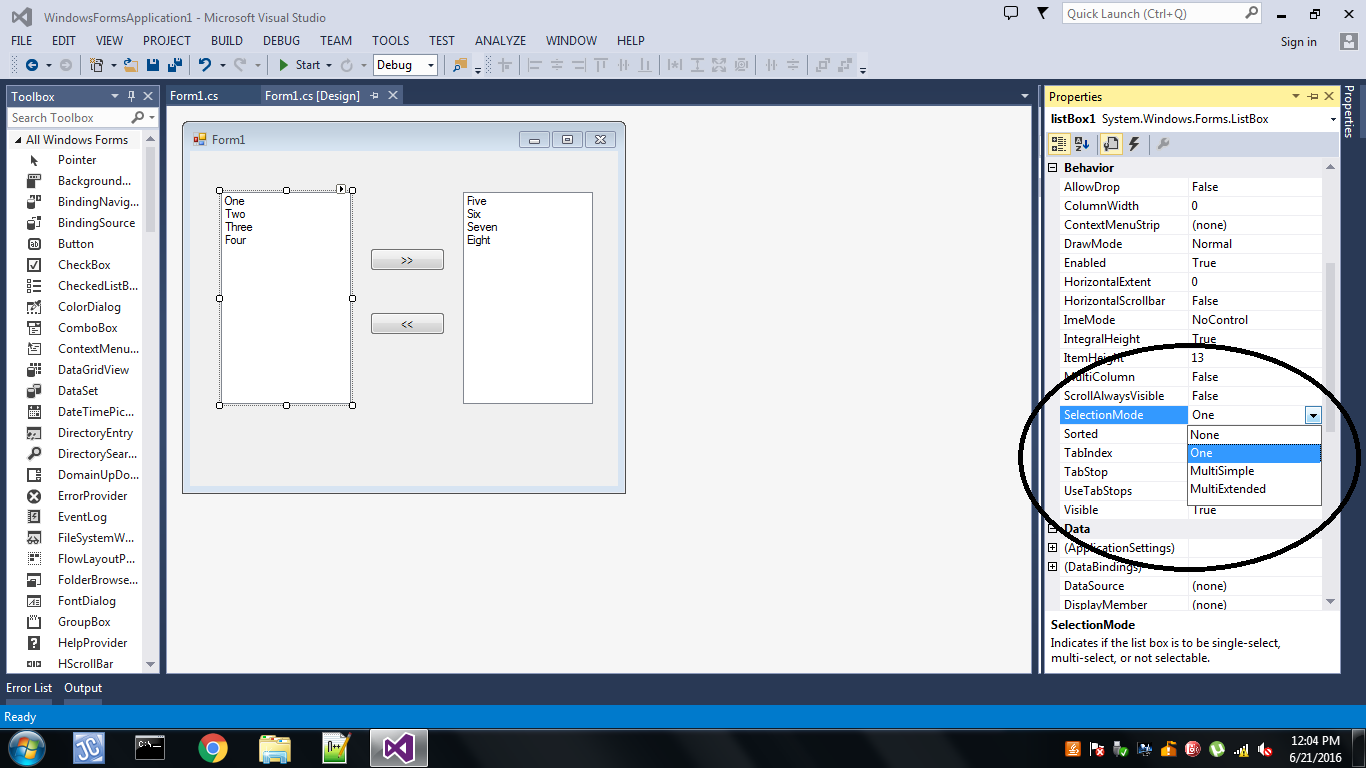 WindowsFormsApplication1 - Microsoft Visual Studio
Quick Launch (Ctrl+Q)
FILE EDIT VIEW PROJECT BUILD DEBUG TEAM TOOLS TEST ANALYZE WINDOW HELP
Sign in
Start
Debug
Toolbox
Search Toolbox
All Windows Forms
Pointer
Background...
BindingNavig...
BindingSource
Button
CheckBox
CheckedListB...
ColorDialog
ComboBox
ContextMenu...
DataGridView
DataSet
DateTimePic...
DirectoryEntry
DirectorySear...
DomainUpDo...
ErrorProvider
EventLog
FileSystemW...
FlowLayoutP...
FolderBrowse...
FontDialog
GroupBox
HelpProvider
HScrollBar
Form1.cs
Form1.cs [Design]
Form1
One
Two
Three
Four
>>
<<
Five
Six
Seven
Eight
Properties
listBox1 System.Windows.Forms.ListBox
Behavior
AllowDrop False
ColumnWidth 0
ContextMenuStrip (none)
DrawMode Normal
Enabled True
HorizontalExtent 0
HorizontalScrollbar False
ImeMode NoControl
IntegralHeight True
ItemHeight 13
MultiColumn False
ScrollAlwaysVisible False
SelectionMode One
Sorted
TabIndex
TabStop
UseTabStops
None
One
MultiSimple
MultiExtended
Visible True
Data
(ApplicationSettings)
(DataBindings)
DataSource (none)
DisplayMember (none)
SelectionMode
Indicates if the list box is to be single-select,
multi-select, or not selectable.
Properties
Error List Output
Ready
12:04 PM
6/21/2016